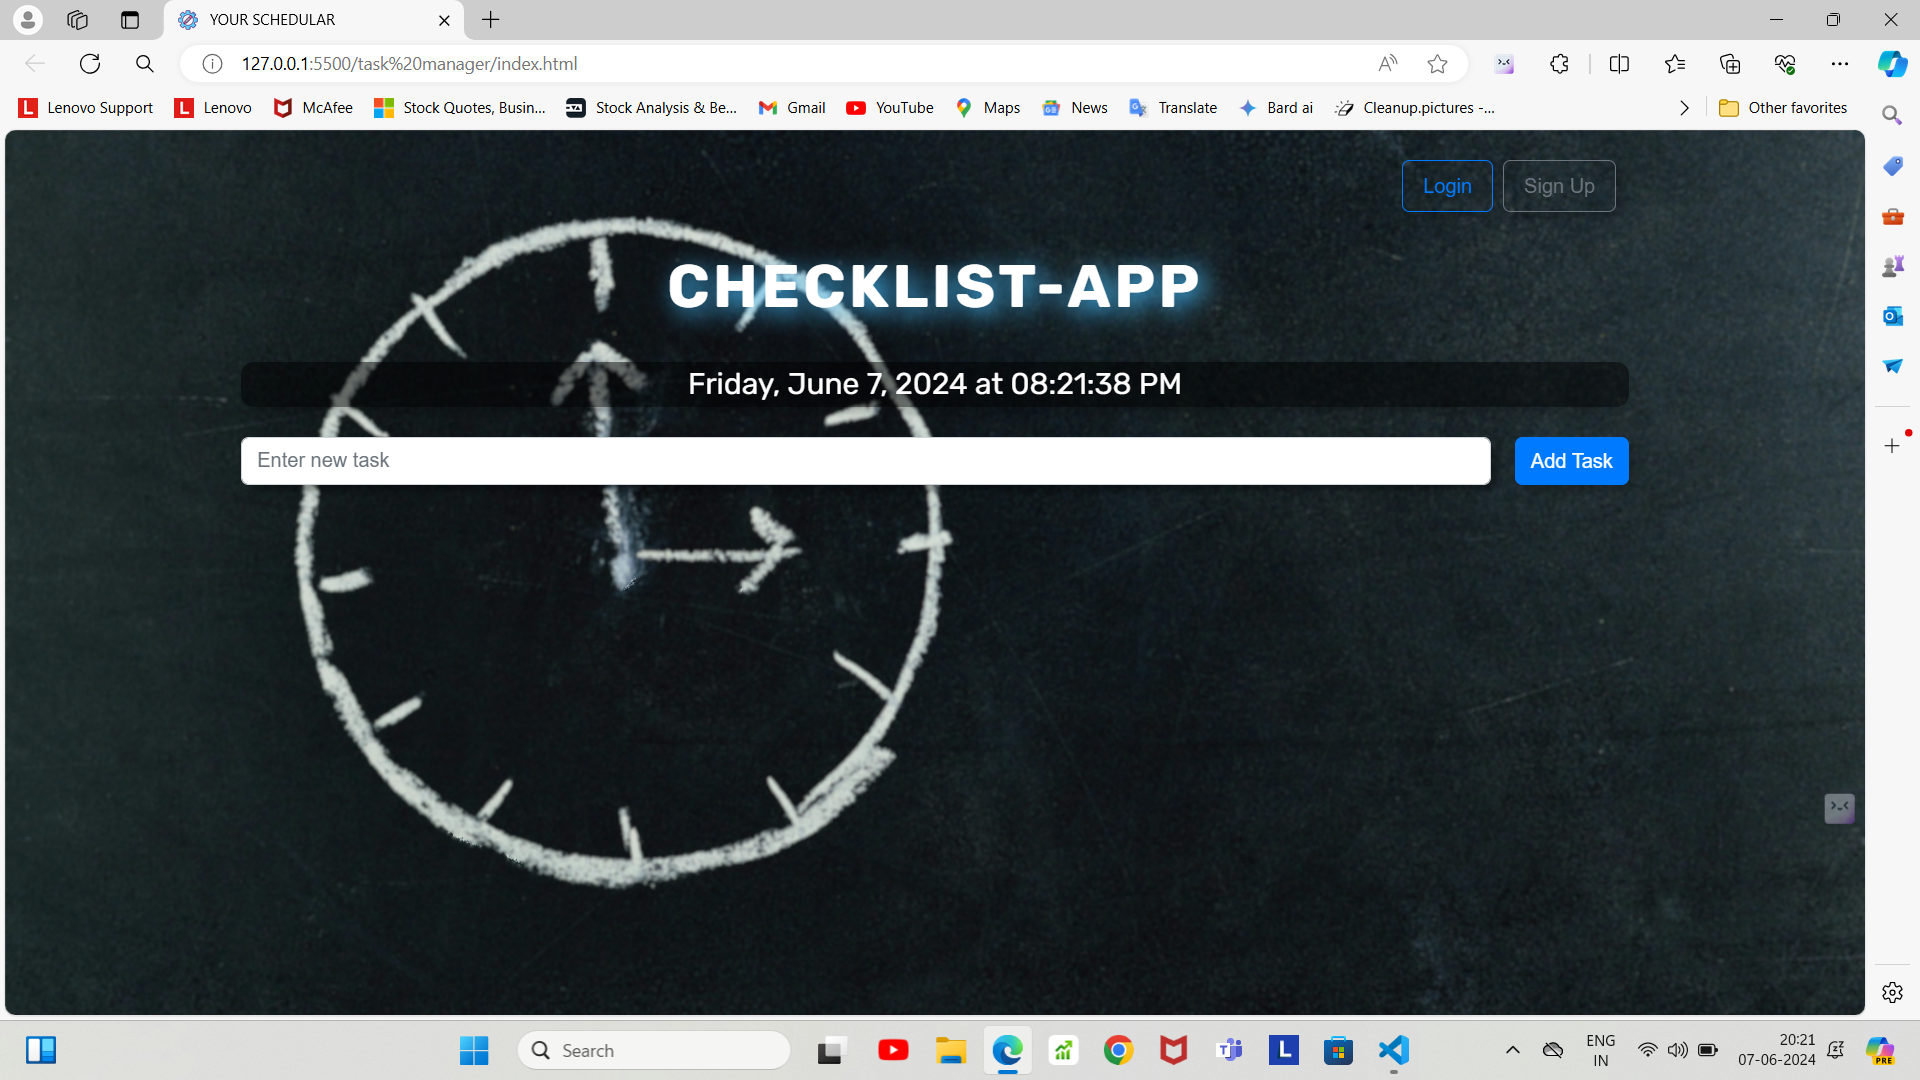 YOUR SCHEDULAR
127.0.0.1:5500/task%20manager/index.html
Lenovo Support Lenovo McAfee Stock Quotes, Busin... Stock Analysis & Be... Gmail YouTube Maps News Translate Bard ai Cleanup.pictures -... Other favorites
Login Sign Up
CHECKLIST-APP
Friday, June 7, 2024 at 08:21:38 PM
Enter new task Add Task
Search
ENG
IN
20:21
07-06-2024
PRE